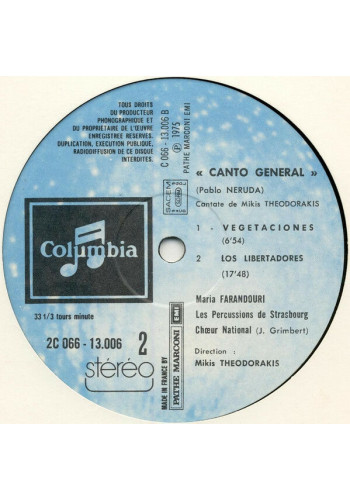 TOUS DROITS
DU PRODUCTEUR
PHONOGRAPHIQUE ET
DU PROPRIETAIRE DE L'ŒUVRE
ENREGISTREE RESERVES.
DUPLICATION, EXECUTION PUBLIQUE,
RADIODIFFUSION DE CE DISQUE
INTERDITES.
C 066 - 13.006 B
Ⓟ 1975
PATHE MARCONI EMI
SACEM
« CANTO GENERAL »
(Pablo NERUDA)
Cantate de Mikis THEODORAKIS
1 - VEGETACIONES
(6'54)
2 LOS LIBERTADORES
(17'48)
Columbia
33 1/3 tours minute
2C 066 - 13.006 2
stéréo
MADE IN FRANCE BY
PATHE MARCONI EMI
Maria FARANDOURI
Les Percussions de Strasbourg
Chœur National (J. Grimbert)
Direction :
Mikis THEODORAKIS